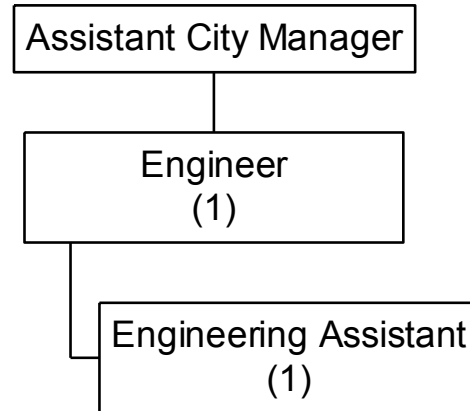 Assistant City Manager
Engineer
(1)
Engineering Assistant
(1)